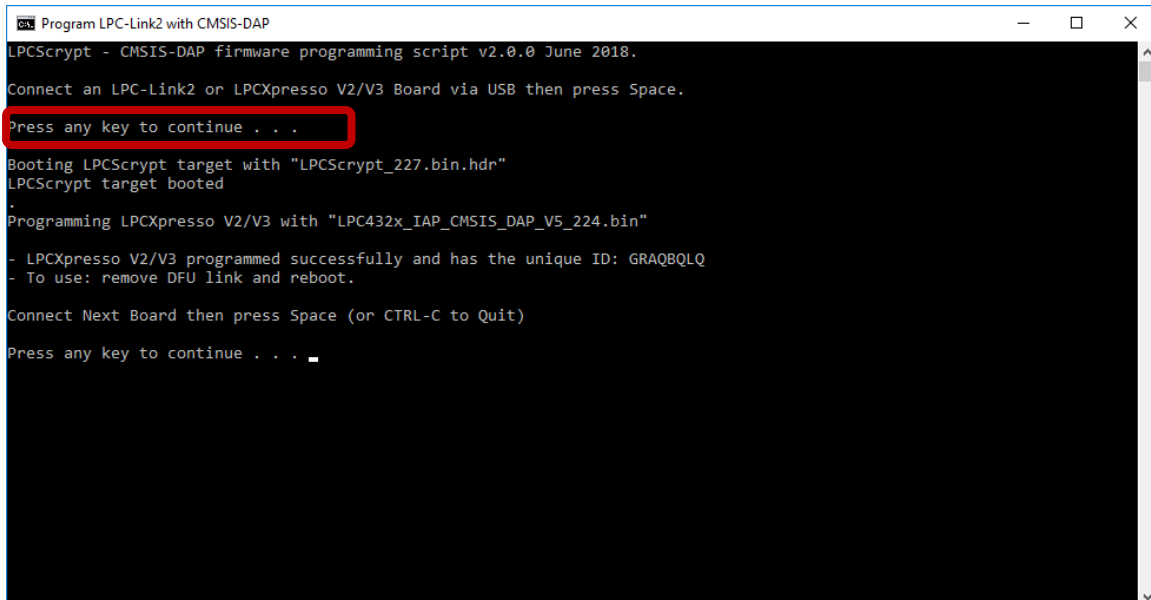 Program LPC-Link2 with CMSIS-DAP
LPCScrypt - CMSIS-DAP firmware programming script v2.0.0 June 2018.
Connect an LPC-Link2 or LPCXpresso V2/V3 Board via USB then press Space.
Press any key to continue . . .
Booting LPCScrypt target with "LPCScrypt_227.bin.hdr"
LPCScrypt target booted
.
Programming LPCXpresso V2/V3 with "LPC432x_IAP_CMSIS_DAP_V5_224.bin"
- LPCXpresso V2/V3 programmed successfully and has the unique ID: GRAQBQLQ
- To use: remove DFU link and reboot.
Connect Next Board then press Space (or CTRL-C to Quit)
Press any key to continue . . .